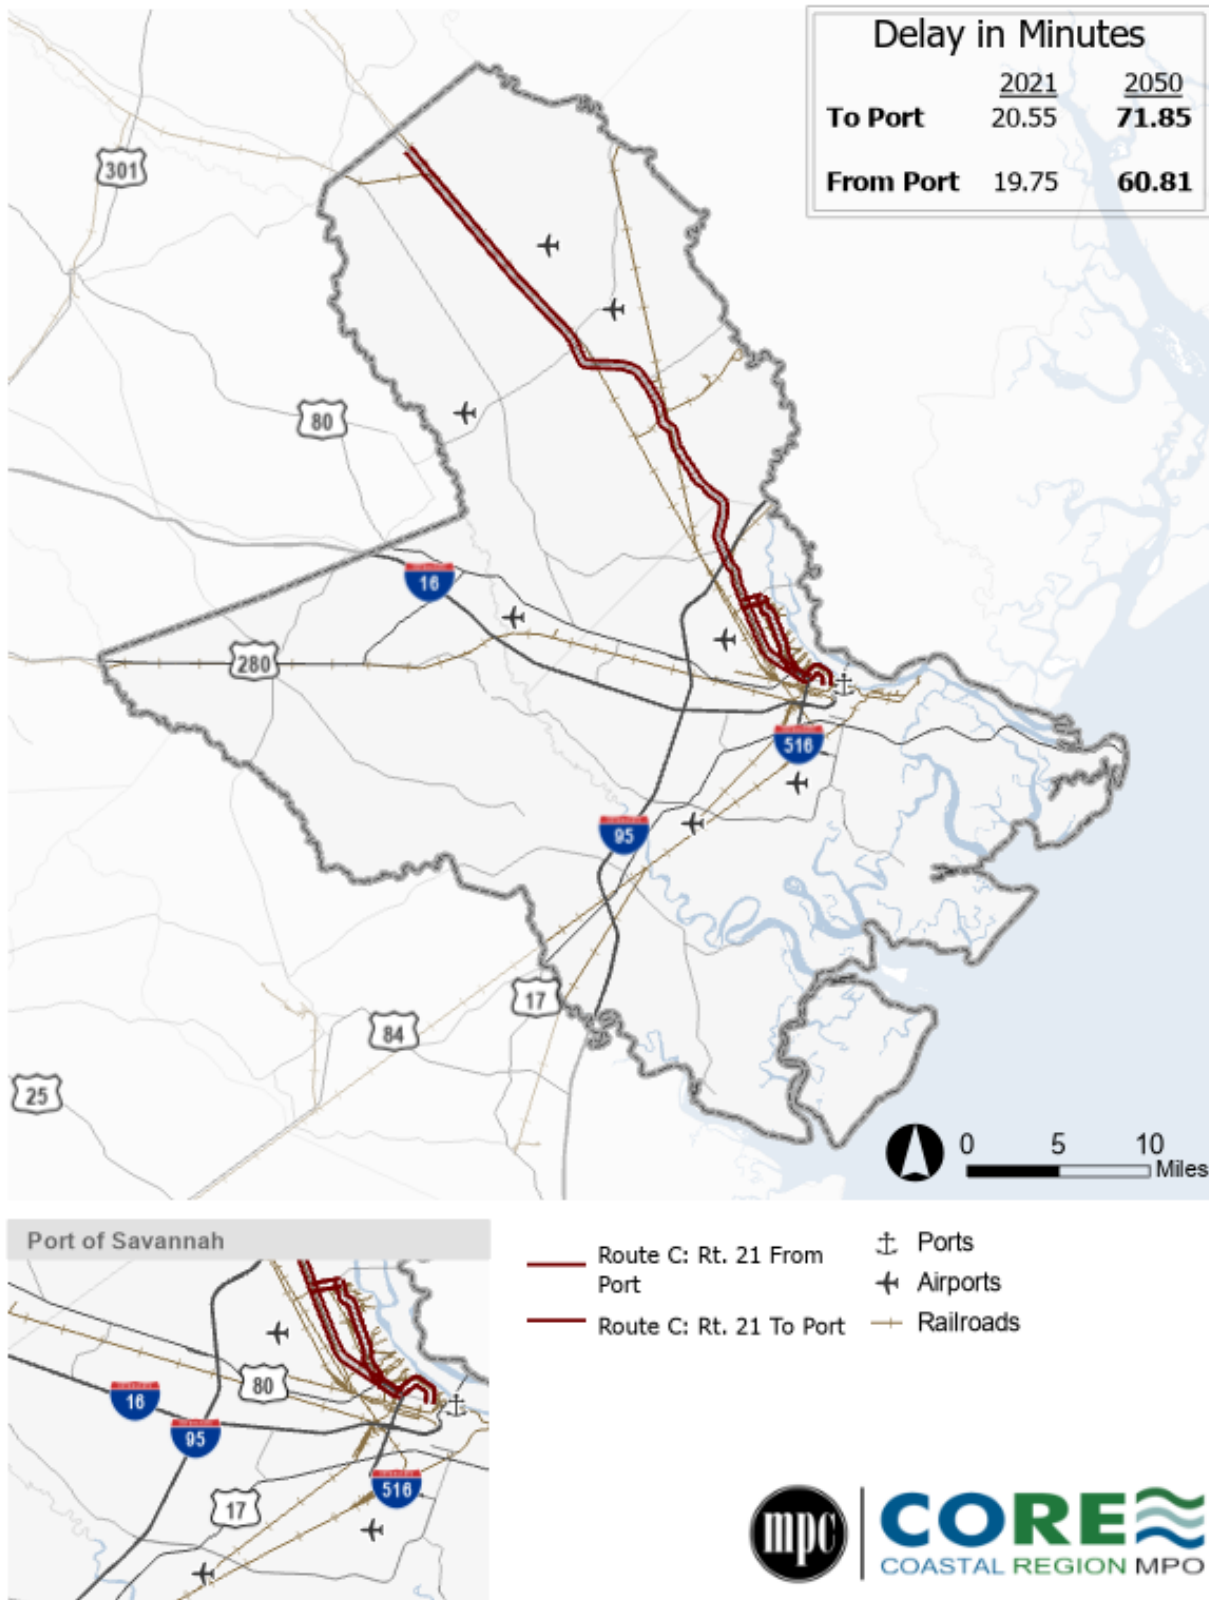 Delay in Minutes
2021 2050
To Port 20.55 71.85
From Port 19.75 60.81
301
80
16
280
516
95
17
84
25
0 5 10
Miles
Port of Savannah
80
16
95
516
17
Route C: Rt. 21 From
Port
Route C: Rt. 21 To Port
Ports
Airports
Railroads
mpc
CORE
COASTAL REGION MPO